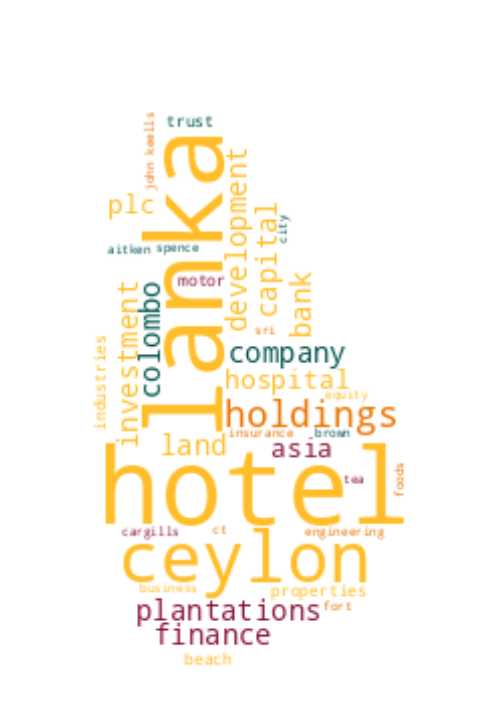 trust
john keells
lanka
development
plc
capital
city
aitken spence
motor
bank
colombo
investment
sri
industries
company
hospital
equity
holdings
insurance
brown
land
asia
hotel
tea
foods
cargills
ct
engineering
ceylon
business
properties
plantations
fort
finance
beach